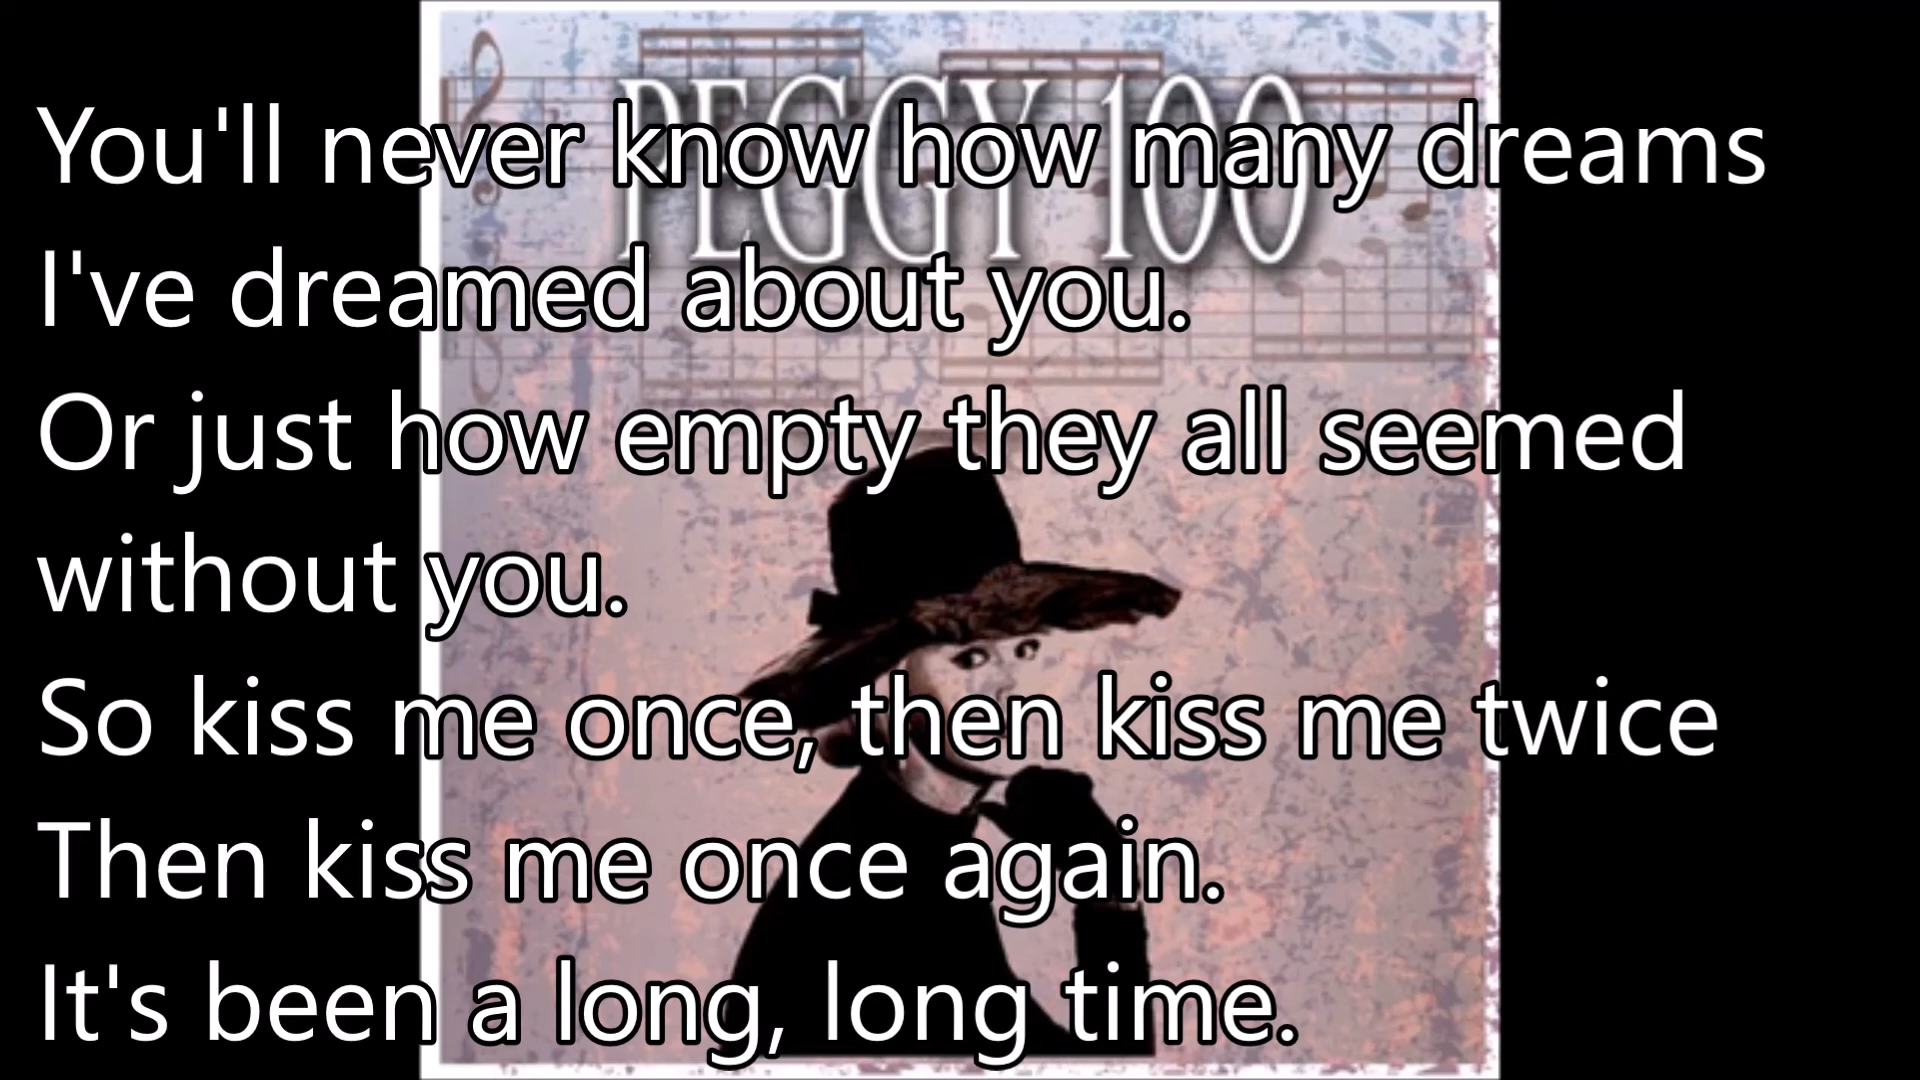 PEGGY 100
You'll never know how many dreams
I've dreamed about you.
Or just how empty they all seemed
without you.
So kiss me once, then kiss me twice
Then kiss me once again.
It's been a long, long time.